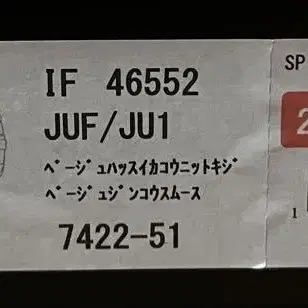 IF 46552
JUF/JU1
ﾍﾞｰｼﾞｭﾊｯｽｲｶｺｳﾆｯﾄｷｼﾞ
ﾍﾞｰｼﾞｭｼﾞﾝｺｳｽﾑｰｽ
7422-51
SP
2
1